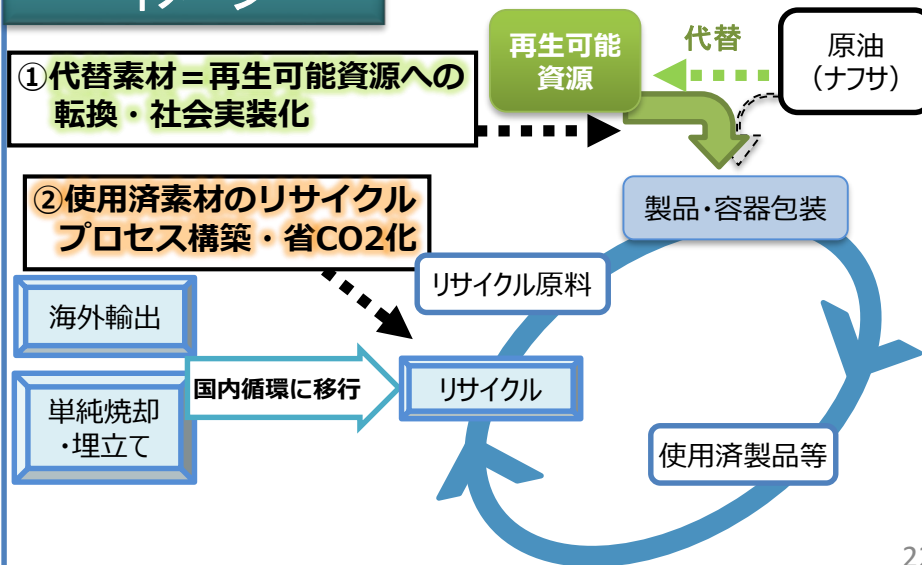 イメージ
①代替素材＝再生可能資源への
転換・社会実装化
再生可能
資源
代替
原油
（ナフサ）
②使用済素材のリサイクル
プロセス構築・省CO2化
製品・容器包装
リサイクル原料
海外輸出
国内循環に移行
リサイクル
単純焼却
・埋立て
使用済製品等